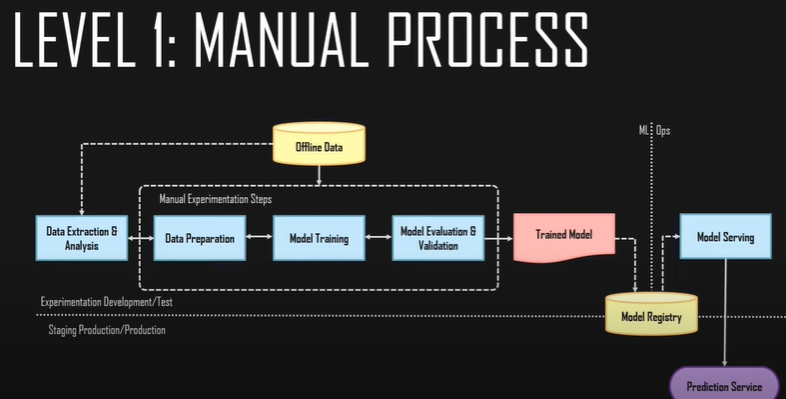 LEVEL 1: MANUAL PROCESS
Offline Data
ML Ops
Manual Experimentation Steps
Data Extraction &
Analysis
Data Preparation
Model Training
Model Evaluation &
Validation
Trained Model
Model Serving
Experimentation Development/Test
Model Registry
Staging Production/Production
Prediction Service